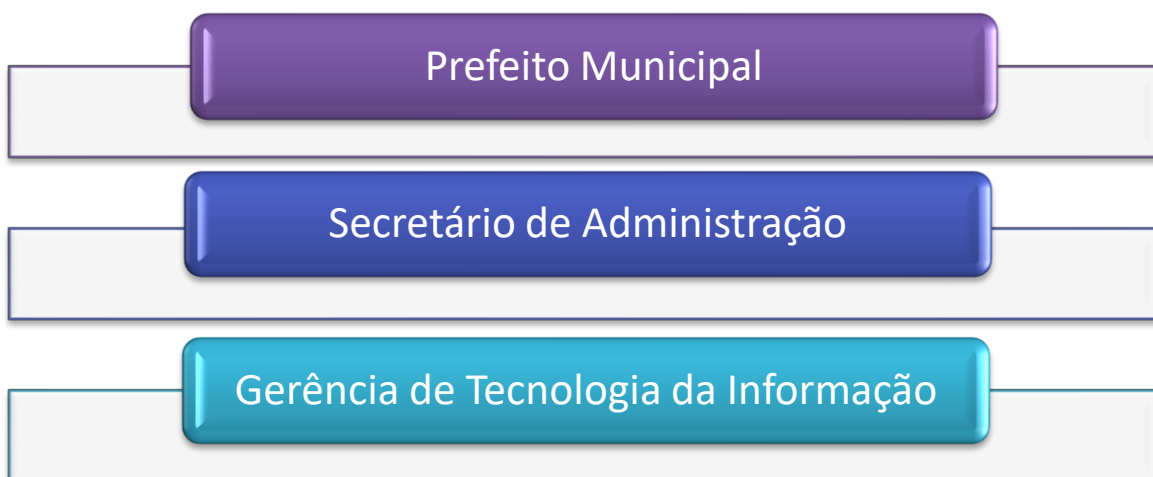 Prefeito Municipal
Secretário de Administração
Gerência de Tecnologia da Informação